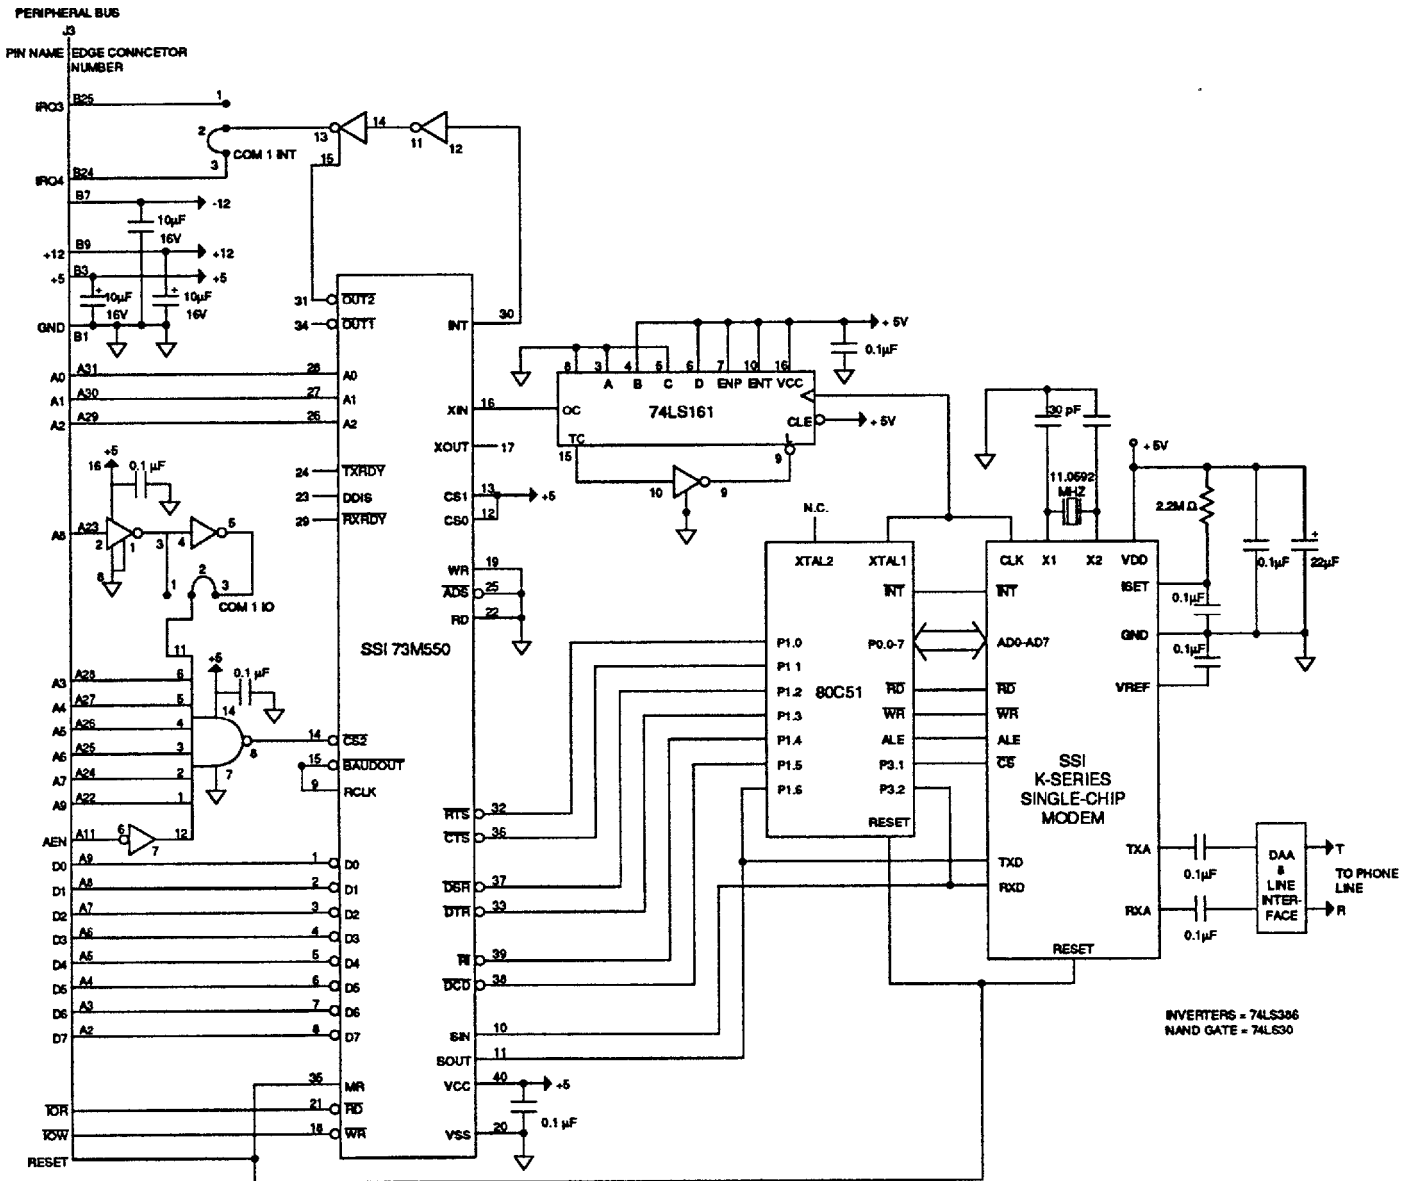 PERIPHERAL BUS
J3
PIN NAME EDGE CONNCETOR
NUMBER
IRO3 B25 1
2
COM 1 INT
3
IRO4 B24
13 14 11 12
15
B7 -12
10µF
16V
+12 B9 +12
+5 B3 +5
+ 10µF
16V
+ 10µF
16V
GND B1
31 OUT2
34 OUT1
INT 30
A0 A31 28 A0
A1 A30 27 A1
A2 A29 26 A2
XIN 16
XOUT 17
24 TXRDY
23 DDIS
29 RXRDY
CS1 13 +5
CS0 12
WR 19
ADS 25
RD 22
SSI 73M550
+5
16 0.1 µF
A8 A23 2 1 3 4 5
8
1 2 3
COM 1 IO
11
+5
0.1 µF
14
A3 A28 6
A4 A27 5
A5 A26 4
A6 A25 3
A7 A24 2
A9 A22 1
AEN A11 6 7 12
8
7
14 CS2
15 BAUDOUT
9 RCLK
RTS 32
CTS 36
DSR 37
DTR 33
RI 39
DCD 38
SIN 10
SOUT 11
VCC 40 +5
0.1 µF
VSS 20
D0 A9 1 D0
D1 A8 2 D1
D2 A7 3 D2
D3 A6 4 D3
D4 A5 5 D4
D5 A4 6 D5
D6 A3 7 D6
D7 A2 8 D7
35 MR
IOR 21 RD
IOW 18 WR
RESET
+ 5V
0.1µF
8 3 4 5 6 7 10 16
A B C D ENP ENT VCC
OC 74LS161
CLE + 5V
TC L
15 9
10 9
N.C.
XTAL2 XTAL1
INT
P1.0 P0.0-7
P1.1
P1.2 RD
P1.3 WR
P1.4 ALE
P1.5 P3.1
P1.6 P3.2
RESET
80C51
30 pF
11.0592
MHZ
+ 5V
2.2M Ω
0.1µF
+
22µF
CLK X1 X2 VDD
INT ISET
0.1µF
AD0-AD7 GND
0.1µF
RD VREF
WR
ALE
CS
SSI
K-SERIES
SINGLE-CHIP
MODEM
TXD TXA
RXD RXA
RESET
0.1µF
0.1µF
DAA
&
LINE
INTER-
FACE
T
TO PHONE
LINE
R
INVERTERS = 74LS386
NAND GATE = 74LS30